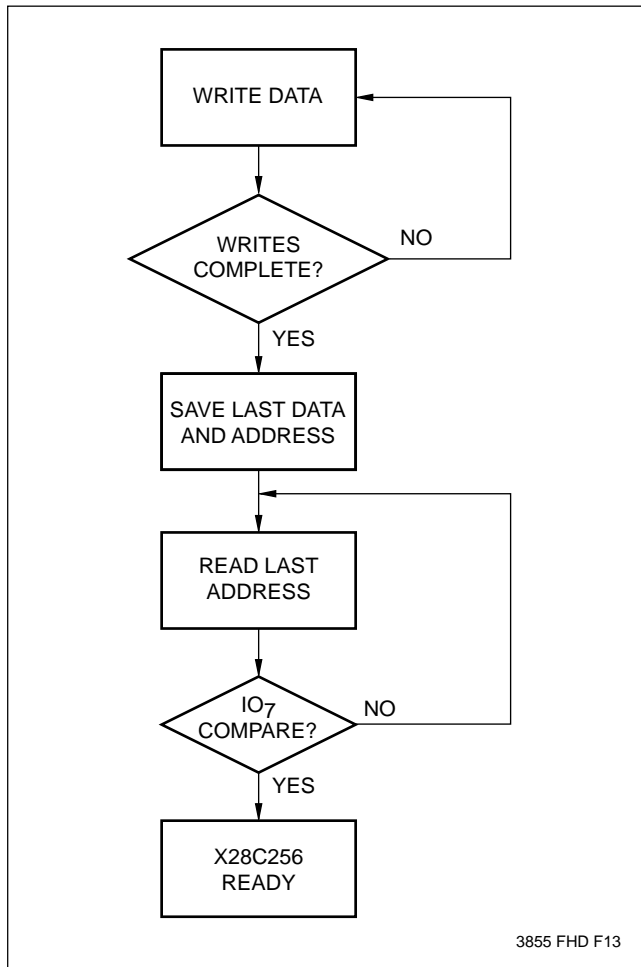 WRITE DATA
WRITES
COMPLETE?
NO
YES
SAVE LAST DATA
AND ADDRESS
READ LAST
ADDRESS
IO7
COMPARE?
NO
YES
X28C256
READY
3855 FHD F13